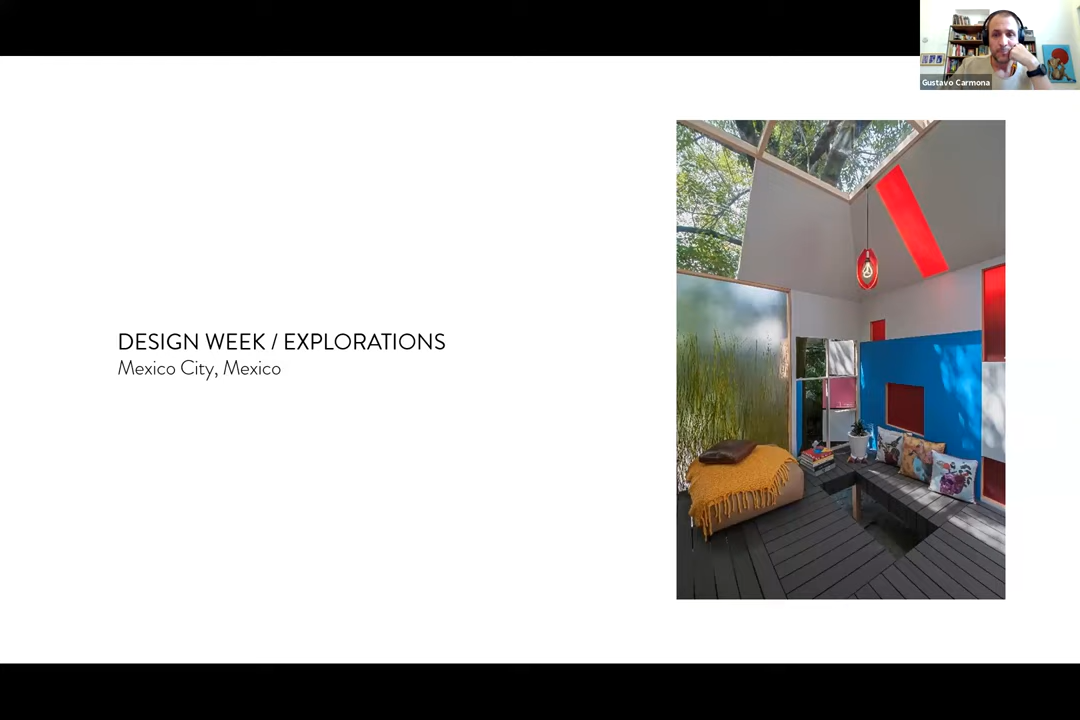 Gustavo Carmona
DESIGN WEEK / EXPLORATIONS
Mexico City, Mexico